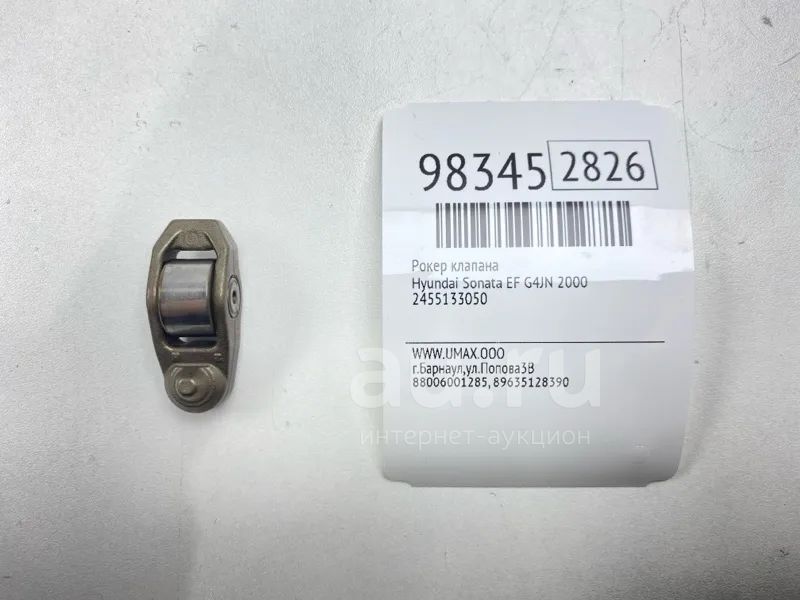 98345 2826
Рокер клапана
Hyundai Sonata EF G4JN 2000
2455133050
WWW.UMAX.OOO
г.Барнаул,ул.Попова3В
88006001285, 89635128390
au.ru
интернет-аукцион